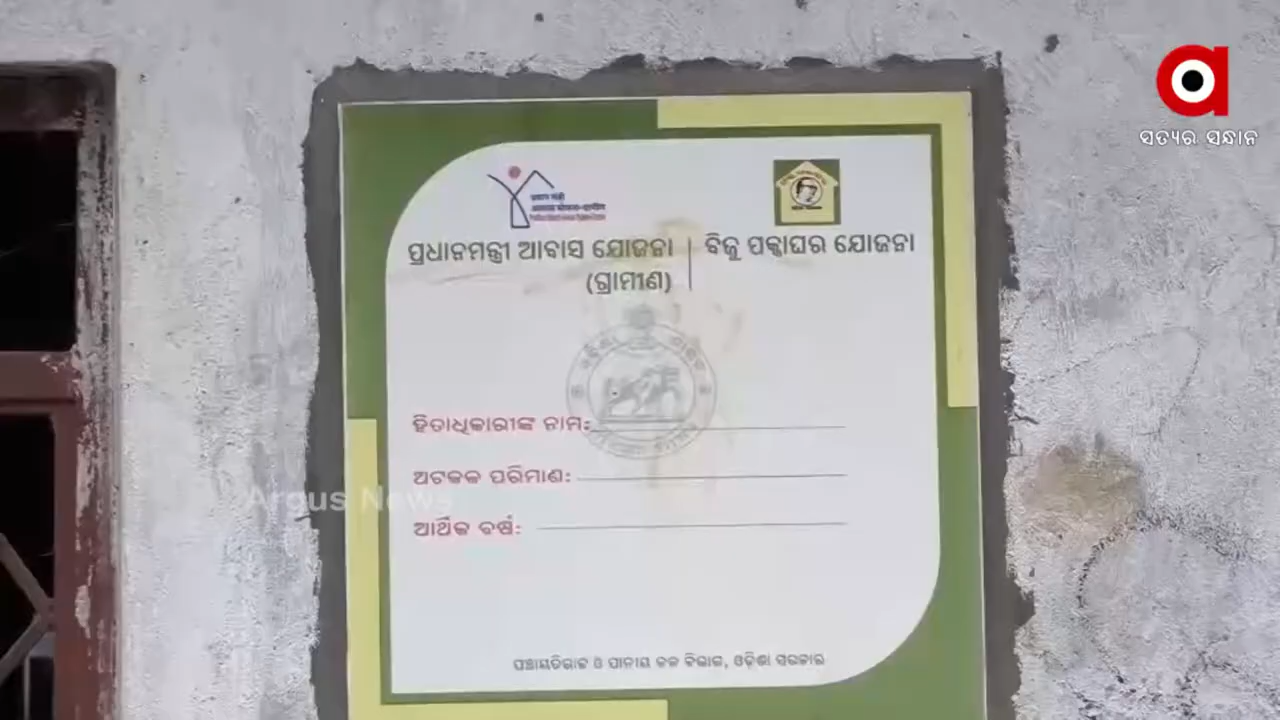 ସତ୍ୟର ସନ୍ଧାନ
ପ୍ରଧାନମନ୍ତ୍ରୀ ଆବାସ ଯୋଜନା | ବିଜୁ ପକ୍କାଘର ଯୋଜନା
(ଗ୍ରାମୀଣ)
ହିତାଧିକାରୀଙ୍କ ନାମ:
ଅଟକଳ ପରିମାଣ:
Argus News
ଆର୍ଥିକ ବର୍ଷ:
ପଞ୍ଚାୟତିରାଜ ଓ ପାନୀୟ ଜଳ ବିଭାଗ, ଓଡ଼ିଶା ସରକାର